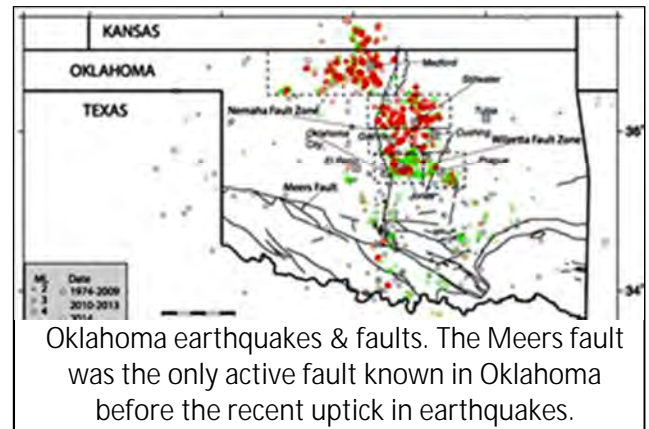 KANSAS
OKLAHOMA
Medford
Stillwater
TEXAS
Nemaha Fault Zone
Tulsa
36°
Oklahoma
City
Cushing
Wilzetta Fault Zone
El Reno
Prague
Jones
Meers Fault
ML Date
2 1974-2009
3 2010-2013
4 2014
34°
Oklahoma earthquakes & faults. The Meers fault
was the only active fault known in Oklahoma
before the recent uptick in earthquakes.